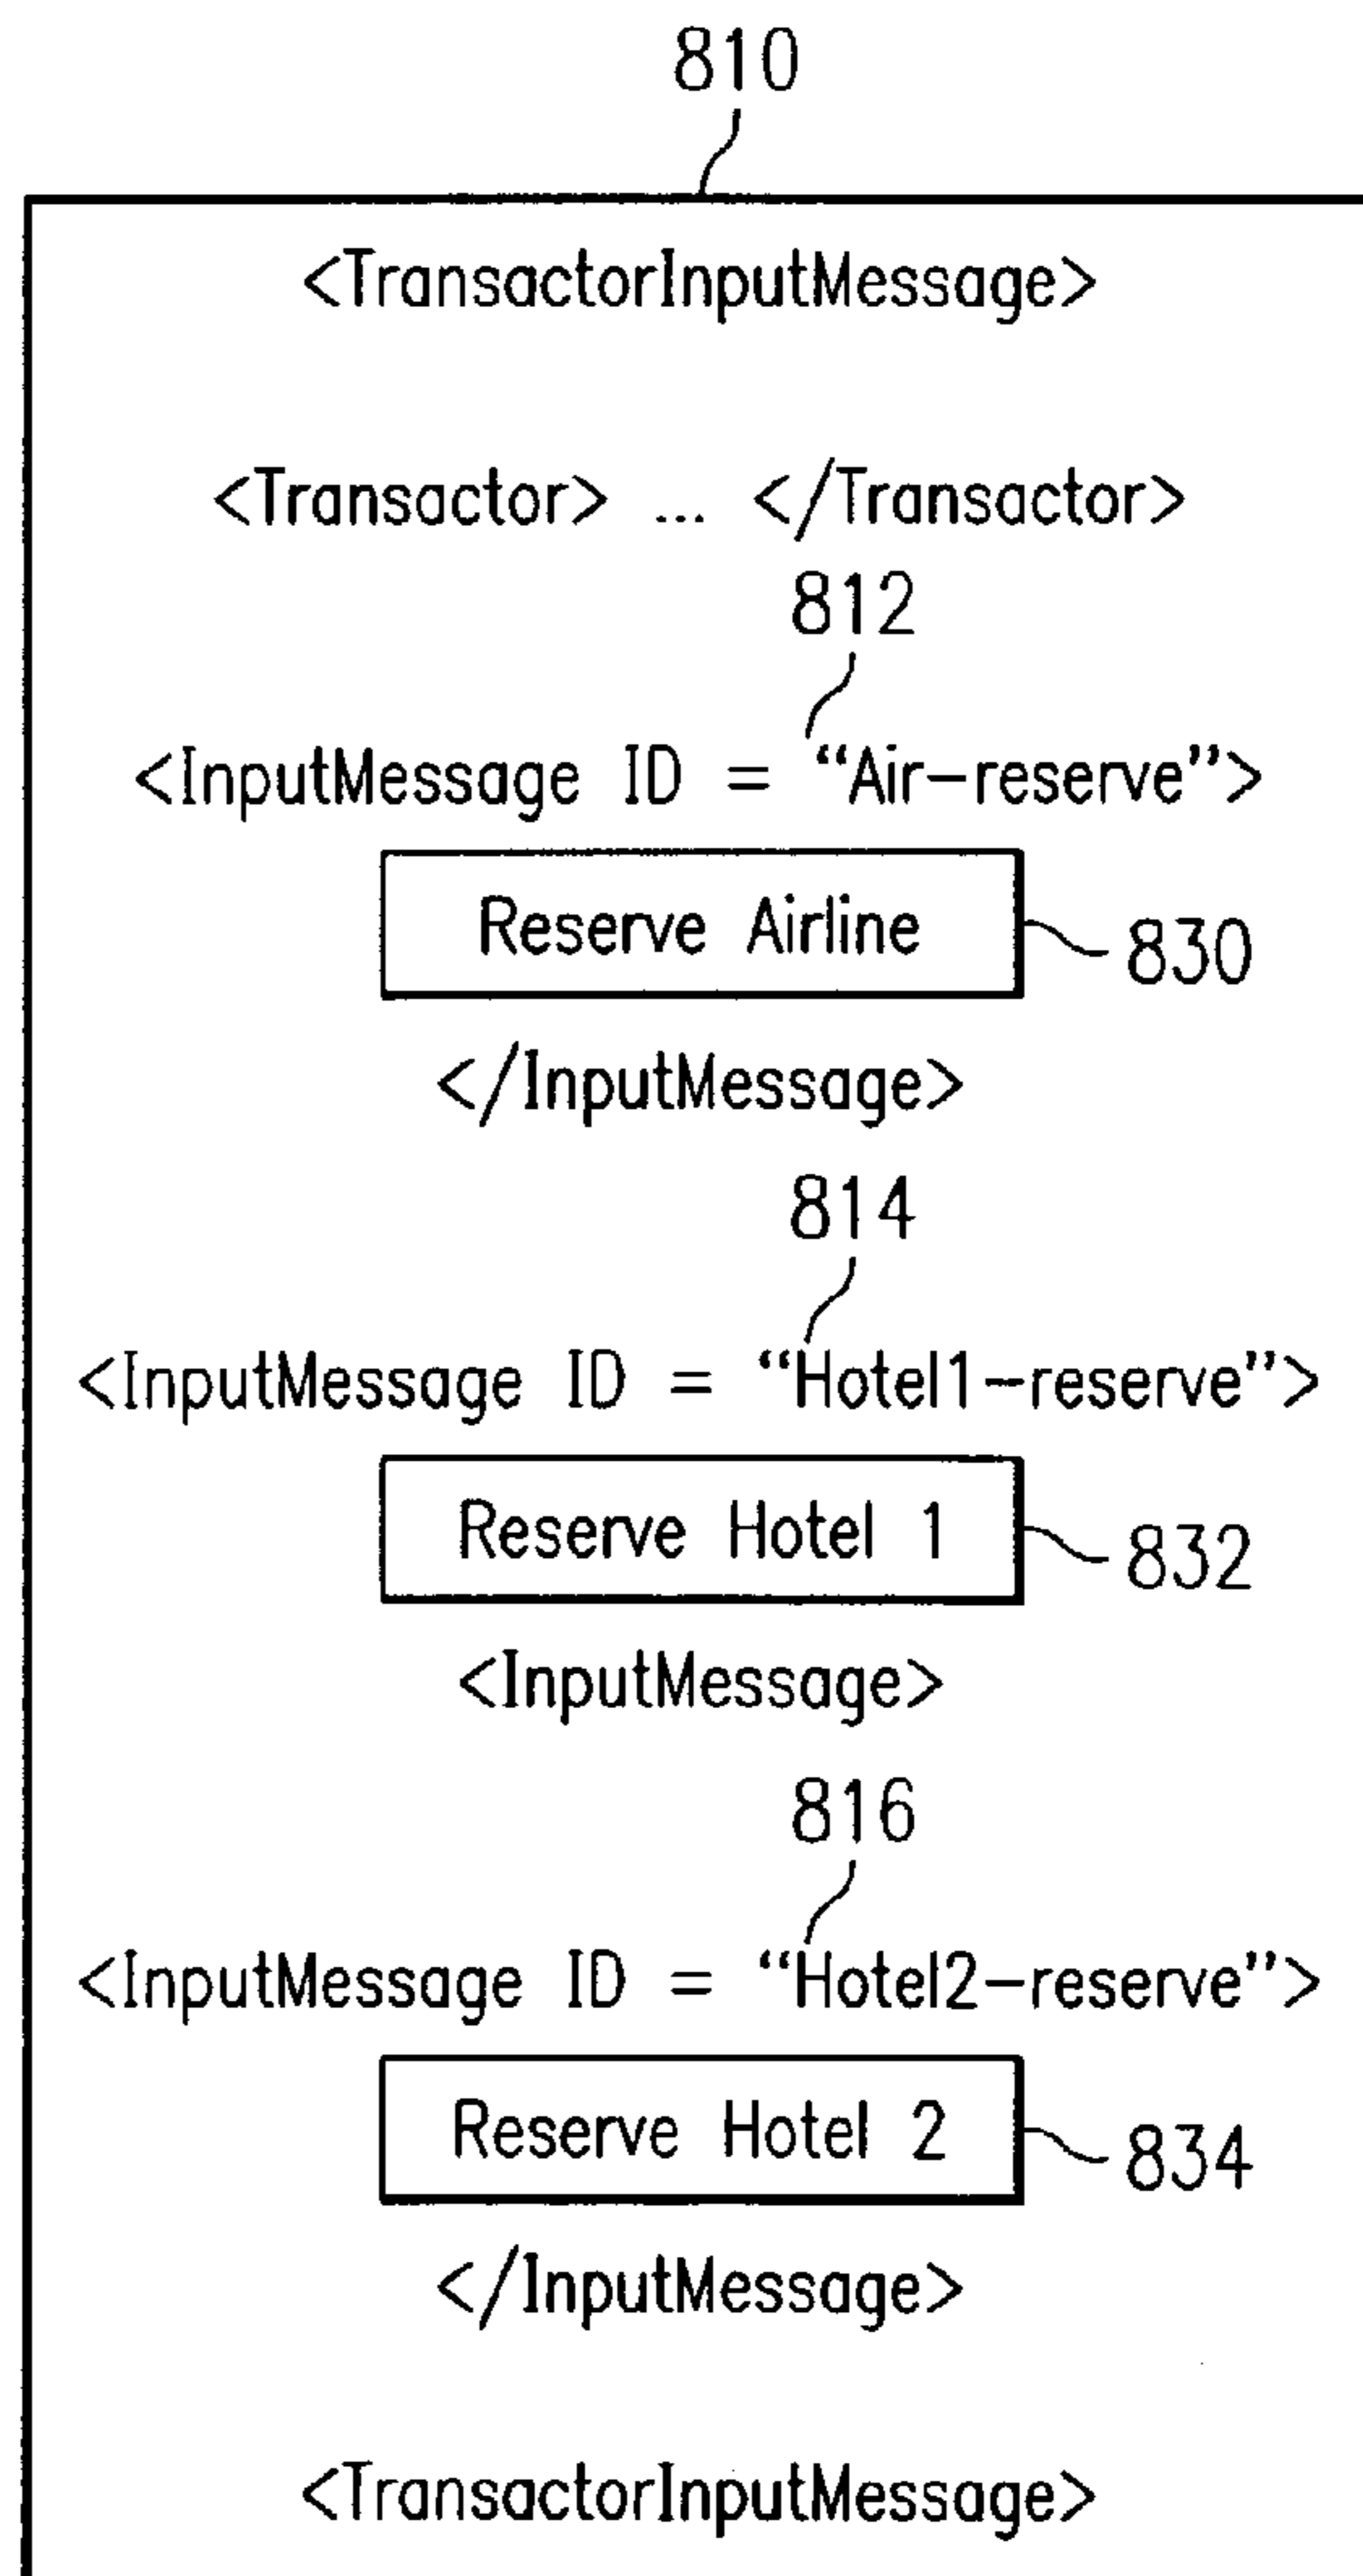 810
<TransactorInputMessage>
<Transactor> ... </Transactor>
812
<InputMessage ID = “Air-reserve”>
Reserve Airline
830
</InputMessage>
814
<InputMessage ID = “Hotel1-reserve”>
Reserve Hotel 1
832
<InputMessage>
816
<InputMessage ID = “Hotel2-reserve”>
Reserve Hotel 2
834
</InputMessage>
<TransactorInputMessage>